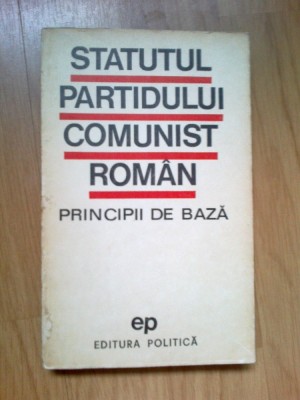 STATUTUL
PARTIDULUI
COMUNIST
ROMÂN
PRINCIPII DE BAZĂ
ep
EDITURA POLITICĂ